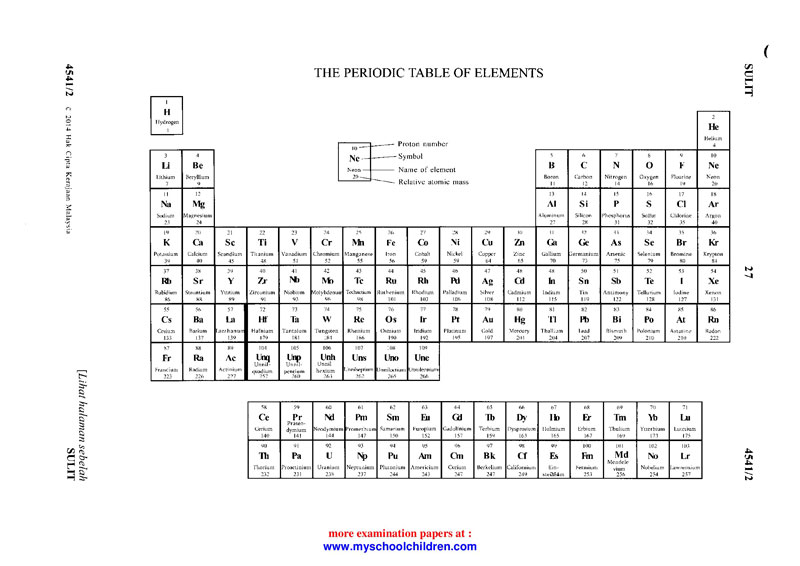 SULIT
27
4541/2
4541/2 © 2014 Hak Cipta Kerajaan Malaysia
[Lihat halaman sebelah
SULIT
THE PERIODIC TABLE OF ELEMENTS
1
H
Hydrogen
1
2
He
Helium
4
10 Proton number
Ne Symbol
Neon Name of element
20 Relative atomic mass
3 4 5 6 7 8 9 10
Li Be B C N O F Ne
Lithium Beryllium Boron Carbon Nitrogen Oxygen Flourine Neon
7 9 11 12 14 16 19 20
11 12 13 14 15 16 17 18
Na Mg Al Si P S Cl Ar
Sodium Magnesium Aluminium Silicon Phosphorus Chlorine Argon
23 24 27 28 31 32 35 40
19 20 21 22 23 24 25 26 27 28 29 30 31 32 33 34 35 36
K Ca Sc Ti V Cr Mn Fe Co Ni Cu Zn Ga Ge As Se Br Kr
Potassium Calcium Scandium Titanium Vanadium Chromium Manganese Iron Cobalt Nickel Copper Zinc Gallium Germanium Arsenic Selenium Bromine Krypton
39 40 45 48 51 52 55 56 59 59 64 65 70 73 75 79 80 84
37 38 39 40 41 42 43 44 45 46 47 48 49 50 51 52 53 54
Rb Sr Y Zr Nb Mo Tc Ru Rh Pd Ag Cd In Sn Sb Te I Xe
Rubidium Strontium Yttrium Zirconium Niobium Molybdenum Technetium Ruthenium Rhodium Palladium Silver Cadmium Indium Tin Antimony Tellurium Iodine Xenon
86 88 89 91 93 96 98 101 103 106 108 112 115 119 122 128 127 131
55 56 57 72 73 74 75 76 77 78 79 80 81 82 83 84 85 86
Cs Ba La Hf Ta W Re Os Ir Pt Au Hg Tl Pb Bi Po At Rn
Cesium Barium Lanthanum Hafnium Tantalum Tungsten Rhenium Osmium Iridium Platinum Gold Mercury Thallium Lead Bismuth Polonium Astatine Radon
133 137 139 179 181 184 186 190 192 195 197 201 204 207 209 210 210 222
87 88 89 104 105 106 107 108 109
Fr Ra Ac Unq Unp Unh Uns Uno Une
Francium Radium Actinium Unnil-quadium Unnil-pentium Unnil hexium Unnilseptium Unniloctium Unnilennium
223 226 227 257 260 263 262 265 266
58 59 60 61 62 63 64 65 66 67 68 69 70 71
Ce Pr Nd Pm Sm Eu Gd Tb Dy Ho Er Tm Yb Lu
Cerium Praseo-dymium Neodymium Promethium Samarium Europium Gadolinium Terbium Dysprosium Holmium Erbium Thulium Ytterbium Lutetium
140 141 144 147 150 152 157 159 163 165 167 169 173 175
90 91 92 93 94 95 96 97 98 99 100 101 102 103
Th Pa U Np Pu Am Cm Bk Cf Es Fm Md No Lr
Thorium Protactinium Uranium Neptunium Plutonium Americium Curium Berkelium Californium Ein-steinium Fermium Mendele vium Nobelium Lawrencium
232 231 238 237 244 243 247 247 249 254 253 256 254 257
more examination papers at :
www.myschoolchildren.com